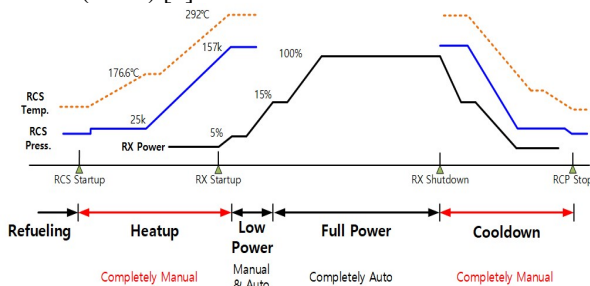 292℃
157k
100%
176.6℃
RCS
Temp.
15%
25k
RCS
Press.
5%
RX Power
RCS Startup
RX Startup
RX Shutdown
RCP Stop
Refueling
Heatup
Low
Power
Full Power
Cooldown
Completely Manual
Manual
& Auto
Completely Auto
Completely Manual